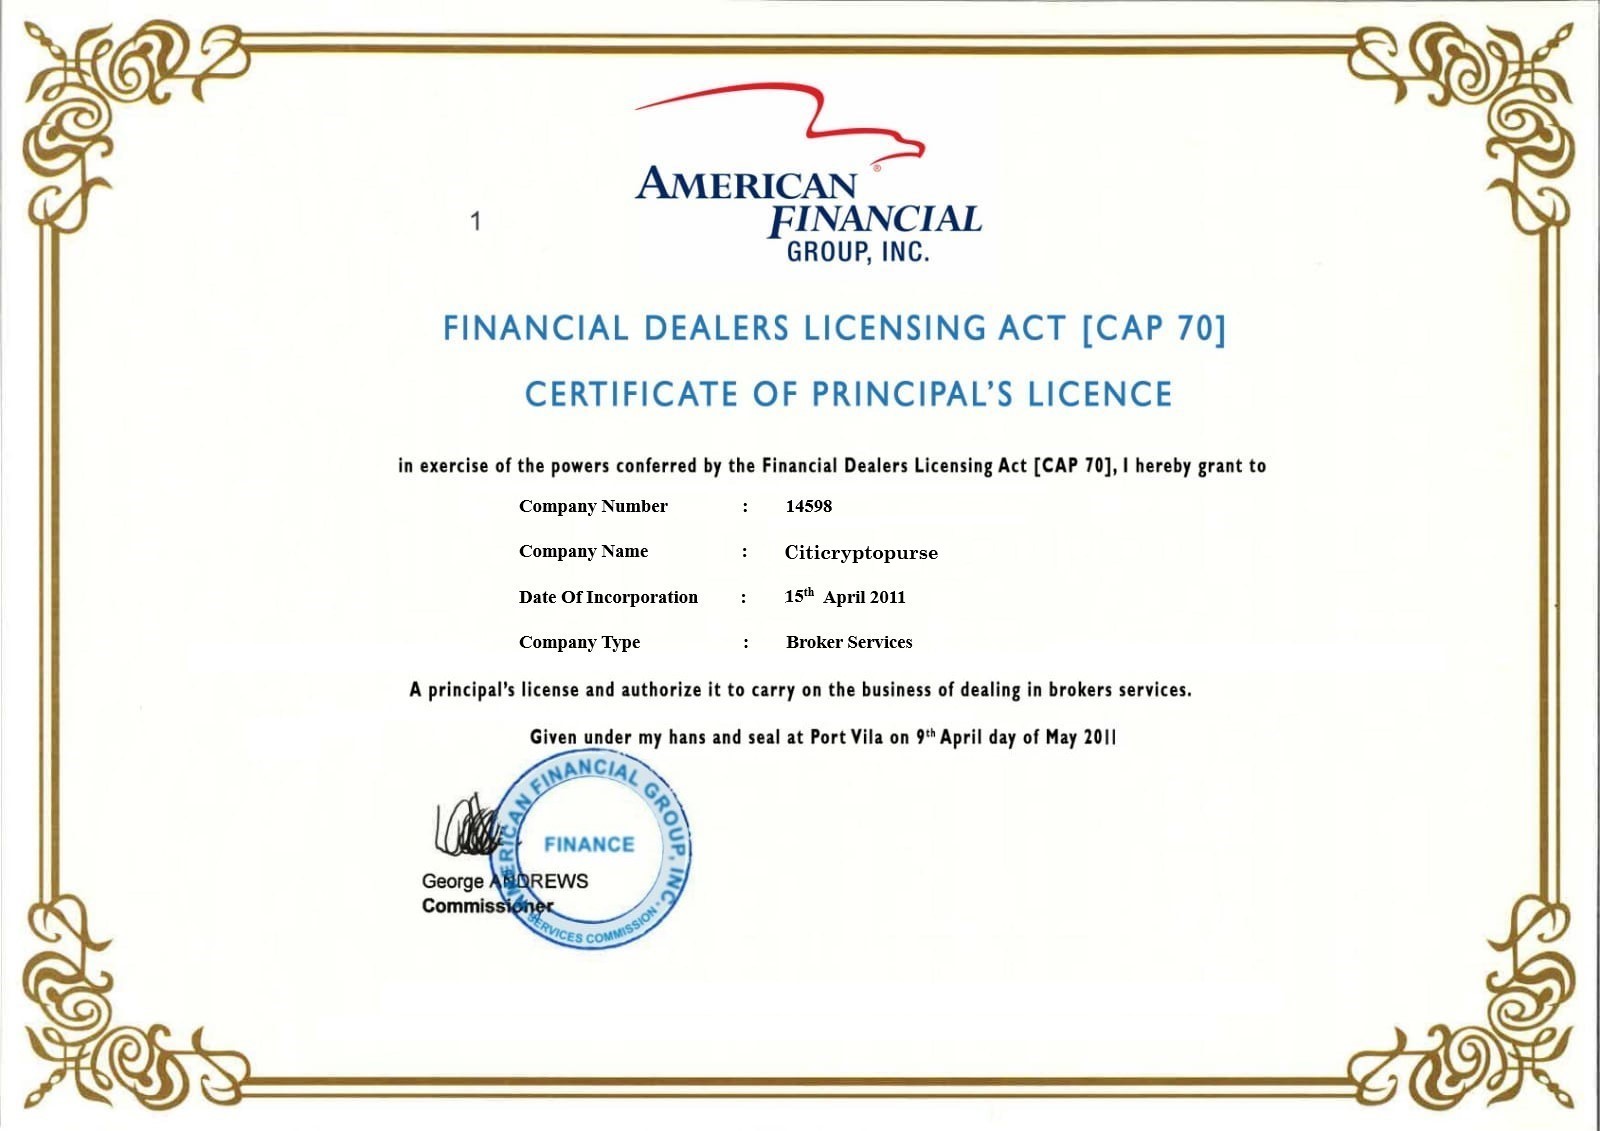 AMERICAN
FINANCIAL
®
GROUP, INC.
1
FINANCIAL DEALERS LICENSING ACT [CAP 70]
CERTIFICATE OF PRINCIPAL'S LICENCE
in exercise of the powers conferred by the Financial Dealers Licensing Act [CAP 70], I hereby grant to
Company Number : 14598
Company Name : Citicryptopurse
Date Of Incorporation : 15th April 2011
Company Type : Broker Services
A principal's license and authorize it to carry on the business of dealing in brokers services.
Given under my hans and seal at Port Vila on 9th April day of May 2011
AMERICAN FINANCIAL GROUP, INC.
FINANCE
SERVICES COMMISSION
George ANDREWS
Commissioner